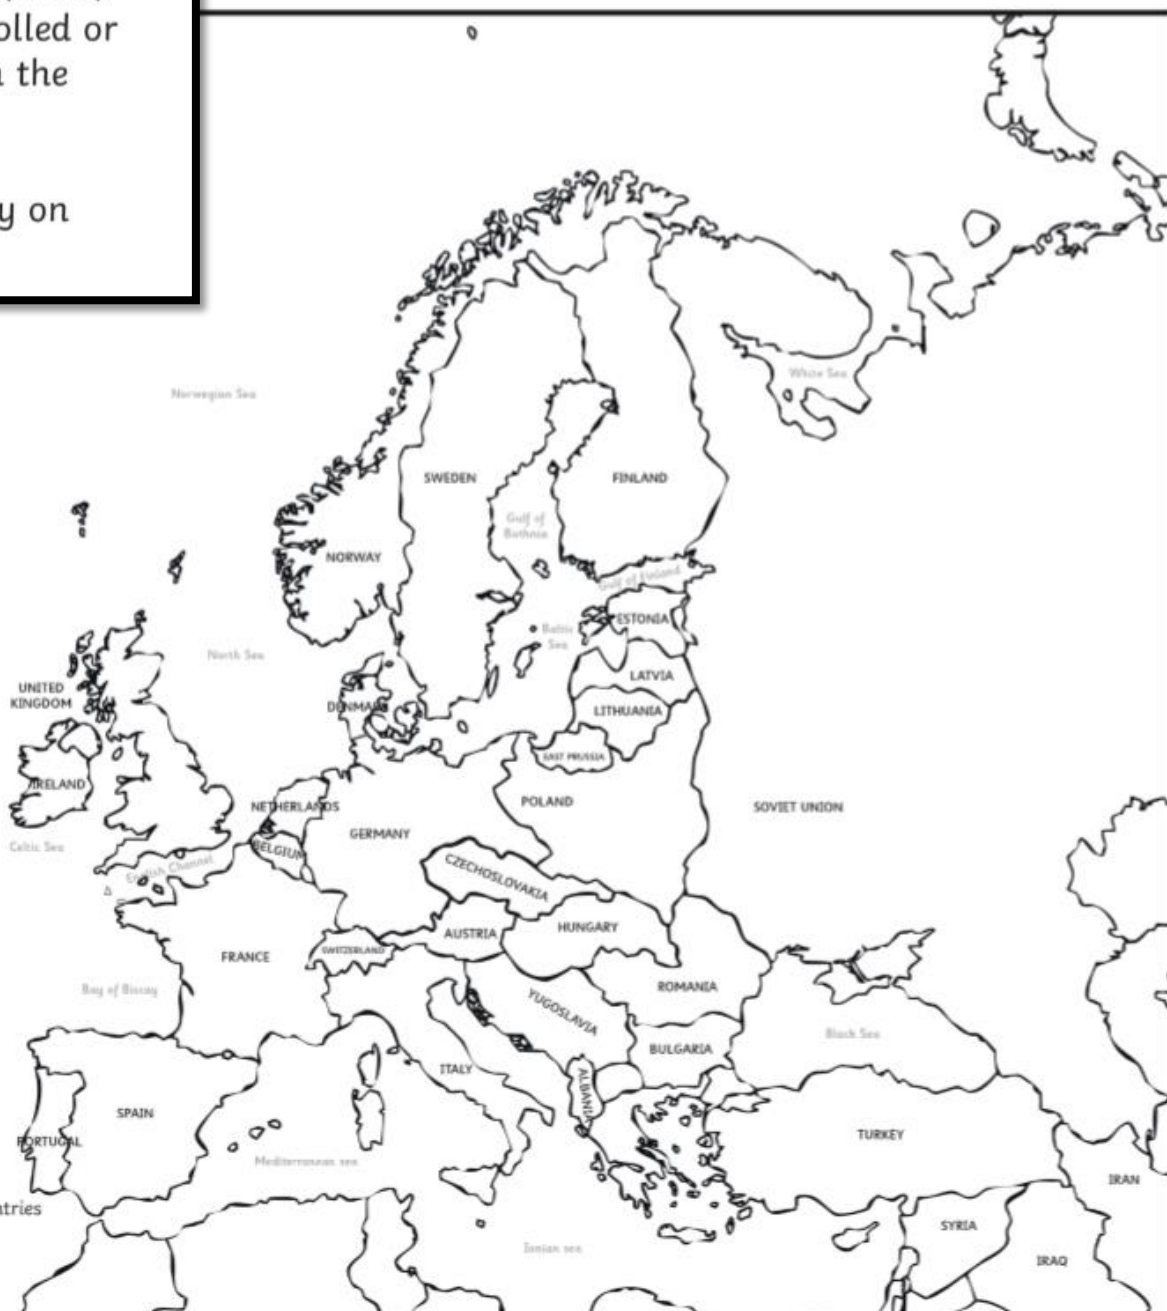 olled or
the
y on
Norwegian Sea
White Sea
SWEDEN
FINLAND
Gulf of
Bothnia
NORWAY
Gulf of Finland
ESTONIA
Baltic
Sea
North Sea
LATVIA
UNITED
KINGDOM
DENMARK
LITHUANIA
EAST PRUSSIA
IRELAND
NETHERLANDS
POLAND
SOVIET UNION
GERMANY
Celtic Sea
BELGIUM
English Channel
CZECHOSLOVAKIA
AUSTRIA
HUNGARY
FRANCE
SWITZERLAND
Bay of Biscay
ROMANIA
YUGOSLAVIA
Black Sea
BULGARIA
ITALY
ALBANIA
SPAIN
TURKEY
PORTUGAL
Mediterranean sea
IRAN
ntries
SYRIA
Ionian sea
IRAQ